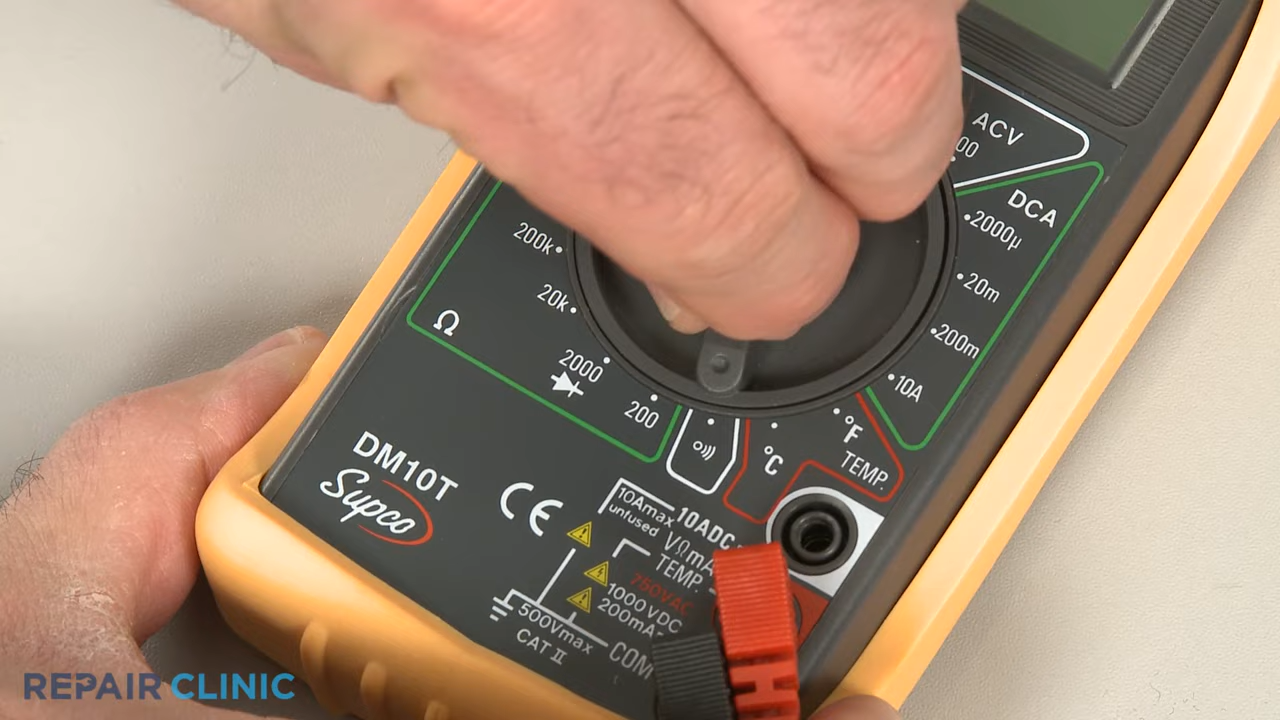 ACV
00
DCA
2000µ
20m
200m
10A
200k
20k
Ω
2000
200
°F
°C
TEMP.
DM10T
Supco
CE
10Amax
unfused
10ADC
VΩmA
TEMP.
750VAC
1000VDC
200mA
500Vmax
CAT II
COM
REPAIR CLINIC